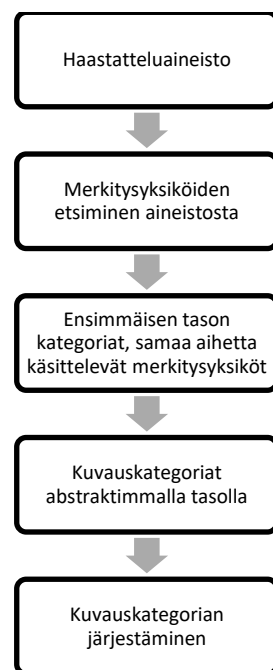 Haastatteluaineisto
Merkitysyksiköiden
etsiminen aineistosta
Ensimmäisen tason
kategoriat, samaa aihetta
käsittelevät merkitysyksiköt
Kuvauskategoriat
abstraktimmalla tasolla
Kuvauskategorian
järjestäminen